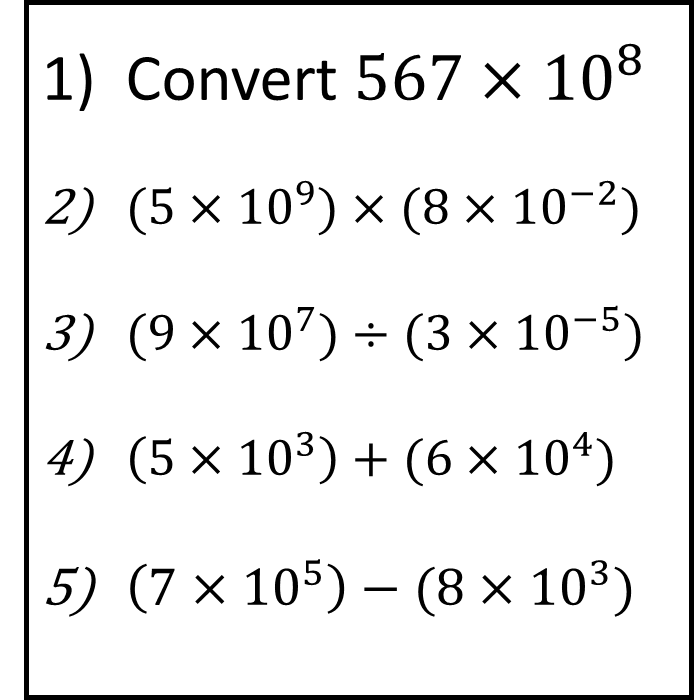 1) Convert 567 × 10⁸
2) (5 × 10⁹) × (8 × 10⁻²)
3) (9 × 10⁷) ÷ (3 × 10⁻⁵)
4) (5 × 10³) + (6 × 10⁴)
5) (7 × 10⁵) − (8 × 10³)